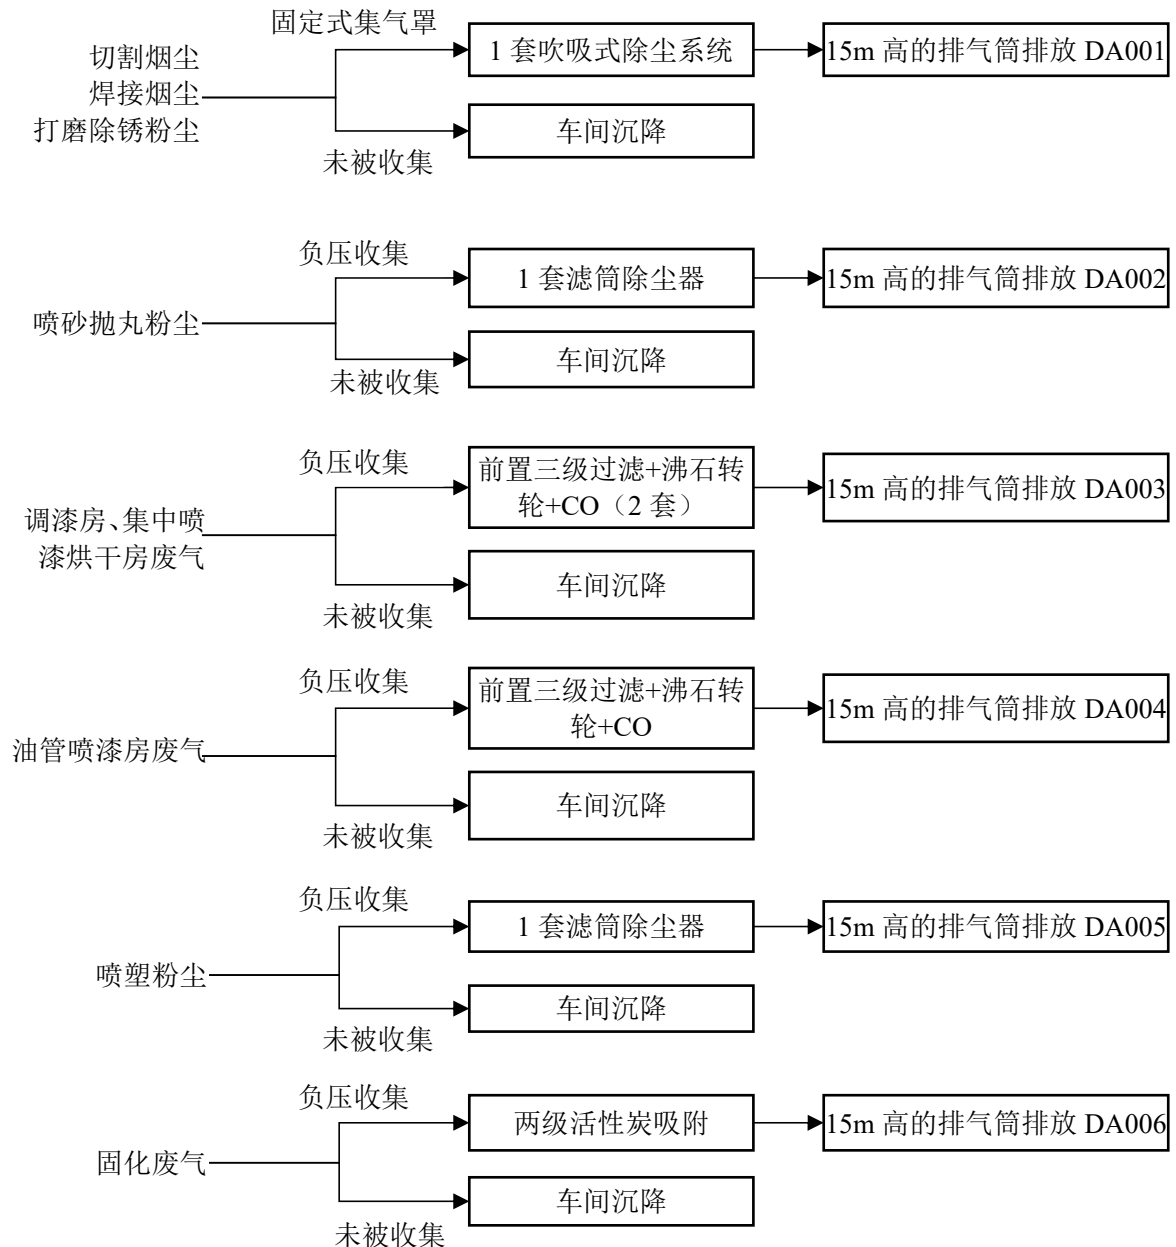 固定式集气罩
切割烟尘
焊接烟尘
打磨除锈粉尘
1 套吹吸式除尘系统
15m 高的排气筒排放 DA001
车间沉降
未被收集
负压收集
喷砂抛丸粉尘
1 套滤筒除尘器
15m 高的排气筒排放 DA002
车间沉降
未被收集
负压收集
调漆房、集中喷
漆烘干房废气
前置三级过滤+沸石转
轮+CO（2 套）
15m 高的排气筒排放 DA003
车间沉降
未被收集
负压收集
油管喷漆房废气
前置三级过滤+沸石转
轮+CO
15m 高的排气筒排放 DA004
车间沉降
未被收集
负压收集
喷塑粉尘
1 套滤筒除尘器
15m 高的排气筒排放 DA005
车间沉降
未被收集
负压收集
固化废气
两级活性炭吸附
15m 高的排气筒排放 DA006
车间沉降
未被收集